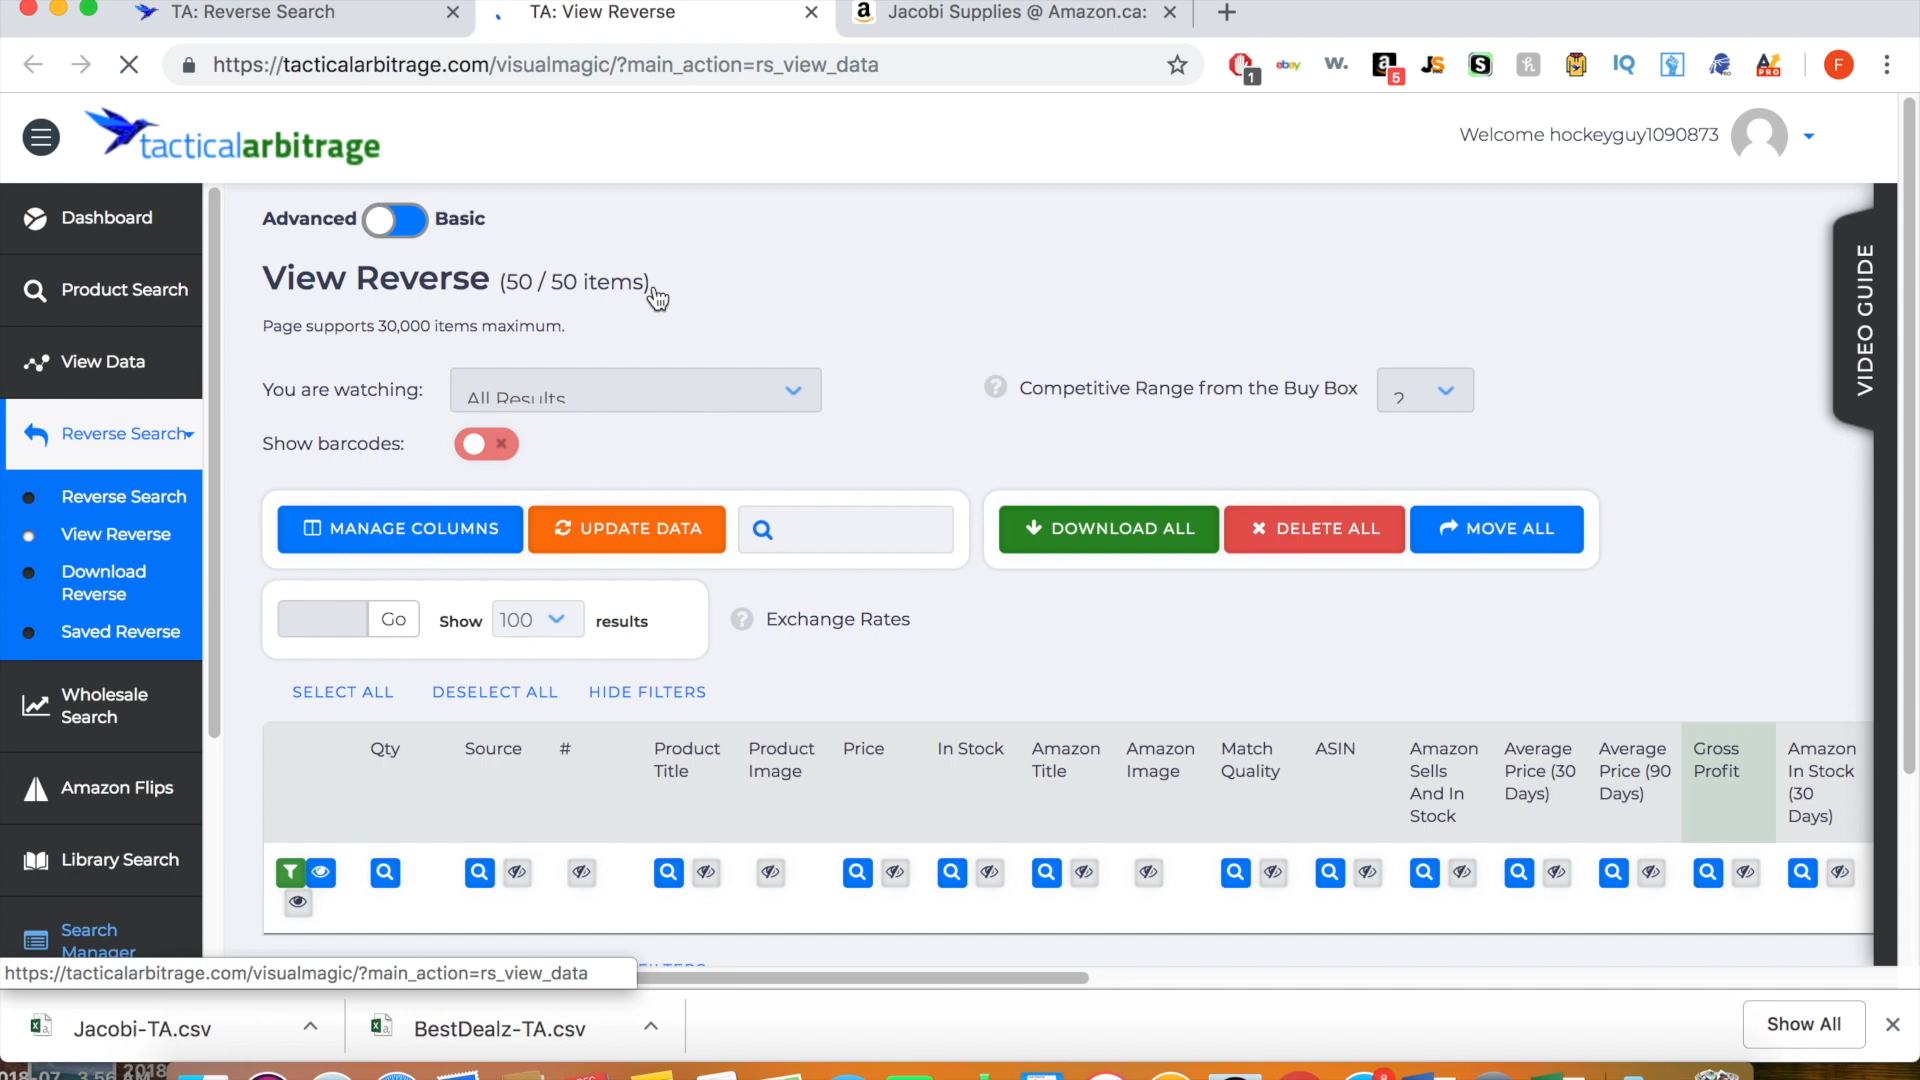 TA: Reverse Search
TA: View Reverse
Jacobi Supplies @ Amazon.ca:
https://tacticalarbitrage.com/visualmagic/?main_action=rs_view_data
1
ebay
w.
5
JS
S
h
IQ
PRO
F
tacticalarbitrage
Welcome hockeyguy1090873
Dashboard
Product Search
View Data
Reverse Search
Reverse Search
View Reverse
Download
Reverse
Saved Reverse
Wholesale
Search
Amazon Flips
Library Search
Search
Manager
Advanced Basic
View Reverse (50 / 50 items)
Page supports 30,000 items maximum.
You are watching: All Results
Competitive Range from the Buy Box 2
Show barcodes:
MANAGE COLUMNS UPDATE DATA
DOWNLOAD ALL DELETE ALL MOVE ALL
Go Show 100 results
Exchange Rates
SELECT ALL DESELECT ALL HIDE FILTERS
Qty
Source
#
Product
Title
Product
Image
Price
In Stock
Amazon
Title
Amazon
Image
Match
Quality
ASIN
Amazon
Sells
And In
Stock
Average
Price (30
Days)
Average
Price (90
Days)
Gross
Profit
Amazon
In Stock
(30
Days)
VIDEO GUIDE
https://tacticalarbitrage.com/visualmagic/?main_action=rs_view_data
Jacobi-TA.csv
BestDealz-TA.csv
Show All